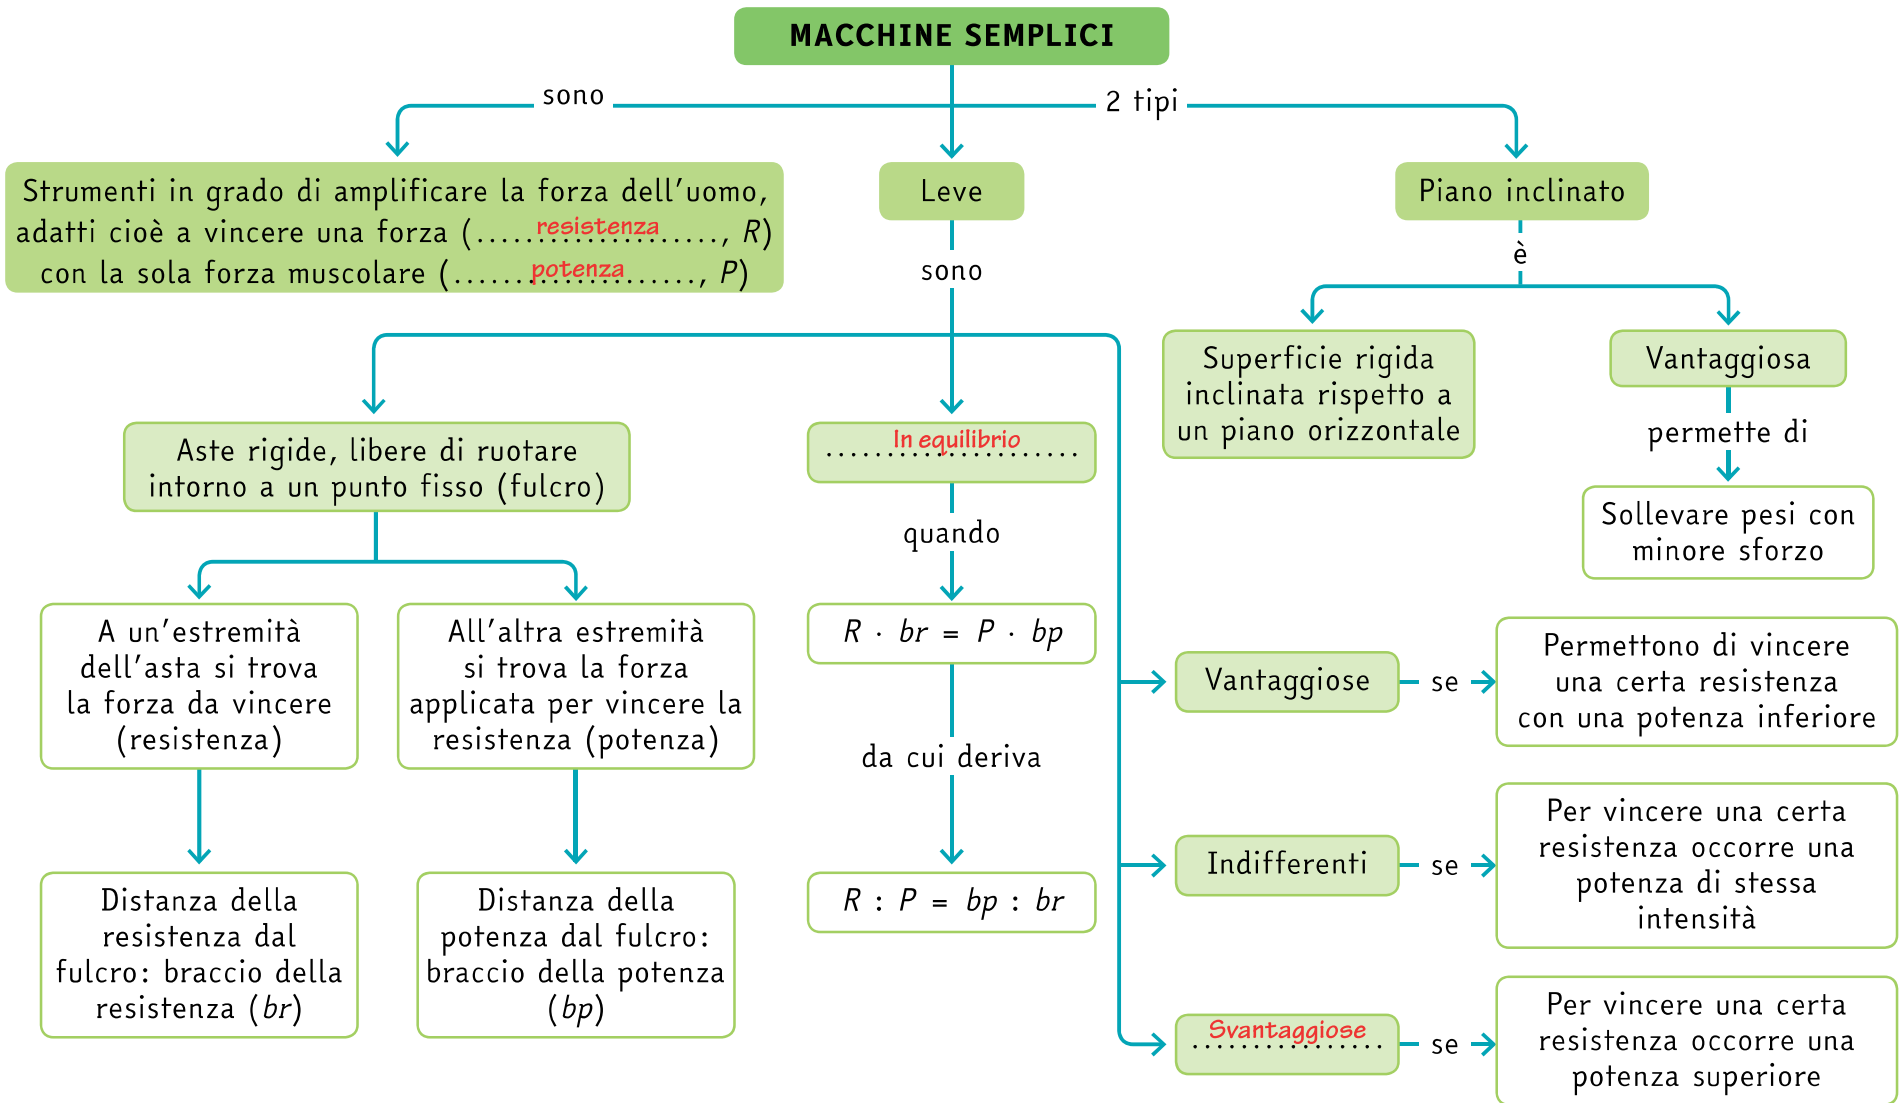 MACCHINE SEMPLICI
sono
2 tipi
Strumenti in grado di amplificare la forza dell'uomo,
adatti cioè a vincere una forza (....resistenza...., R)
con la sola forza muscolare (....potenza...., P)
Leve
Piano inclinato
sono
è
Superficie rigida
inclinata rispetto a
un piano orizzontale
Vantaggiosa
permette di
Sollevare pesi con
minore sforzo
Aste rigide, libere di ruotare
intorno a un punto fisso (fulcro)
In equilibrio
quando
A un'estremità
dell'asta si trova
la forza da vincere
(resistenza)
All'altra estremità
si trova la forza
applicata per vincere la
resistenza (potenza)
R · br = P · bp
da cui deriva
Distanza della
resistenza dal
fulcro: braccio della
resistenza (br)
Distanza della
potenza dal fulcro:
braccio della potenza
(bp)
R : P = bp : br
Vantaggiose
se
Permettono di vincere
una certa resistenza
con una potenza inferiore
Indifferenti
se
Per vincere una certa
resistenza occorre una
potenza di stessa
intensità
Svantaggiose
se
Per vincere una certa
resistenza occorre una
potenza superiore